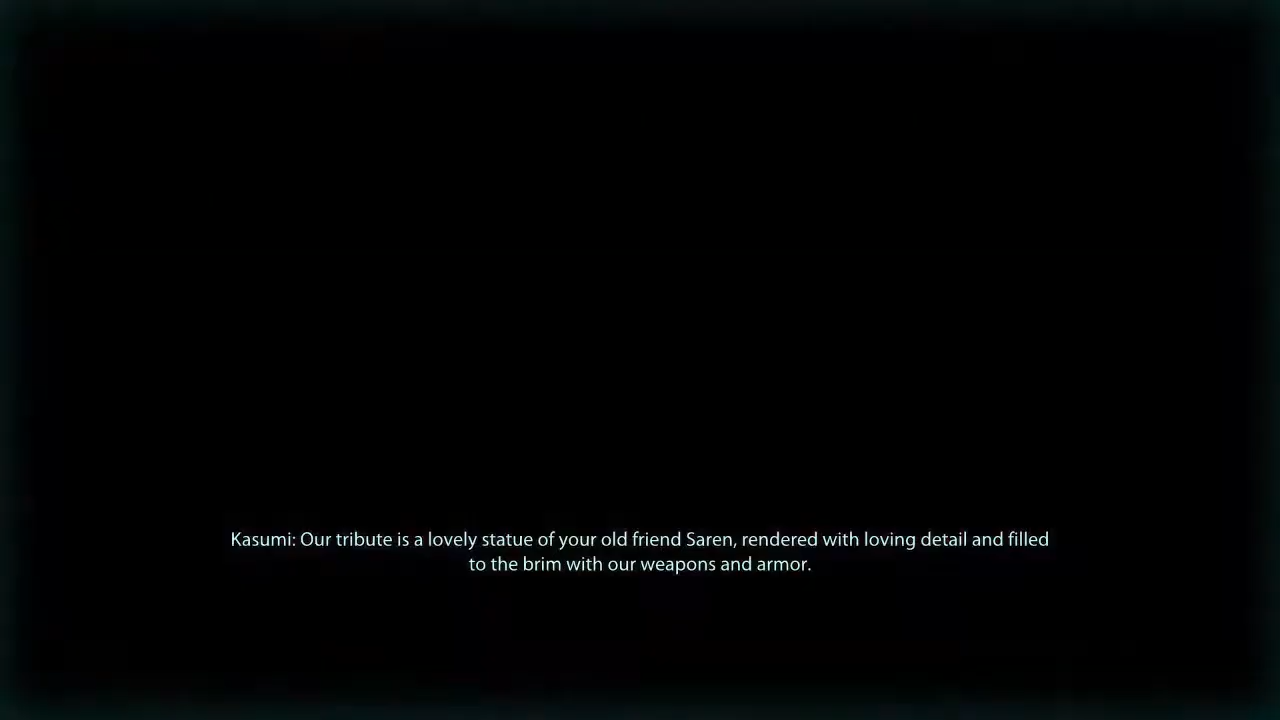 Kasumi: Our tribute is a lovely statue of your old friend Saren, rendered with loving detail and filled
to the brim with our weapons and armor.